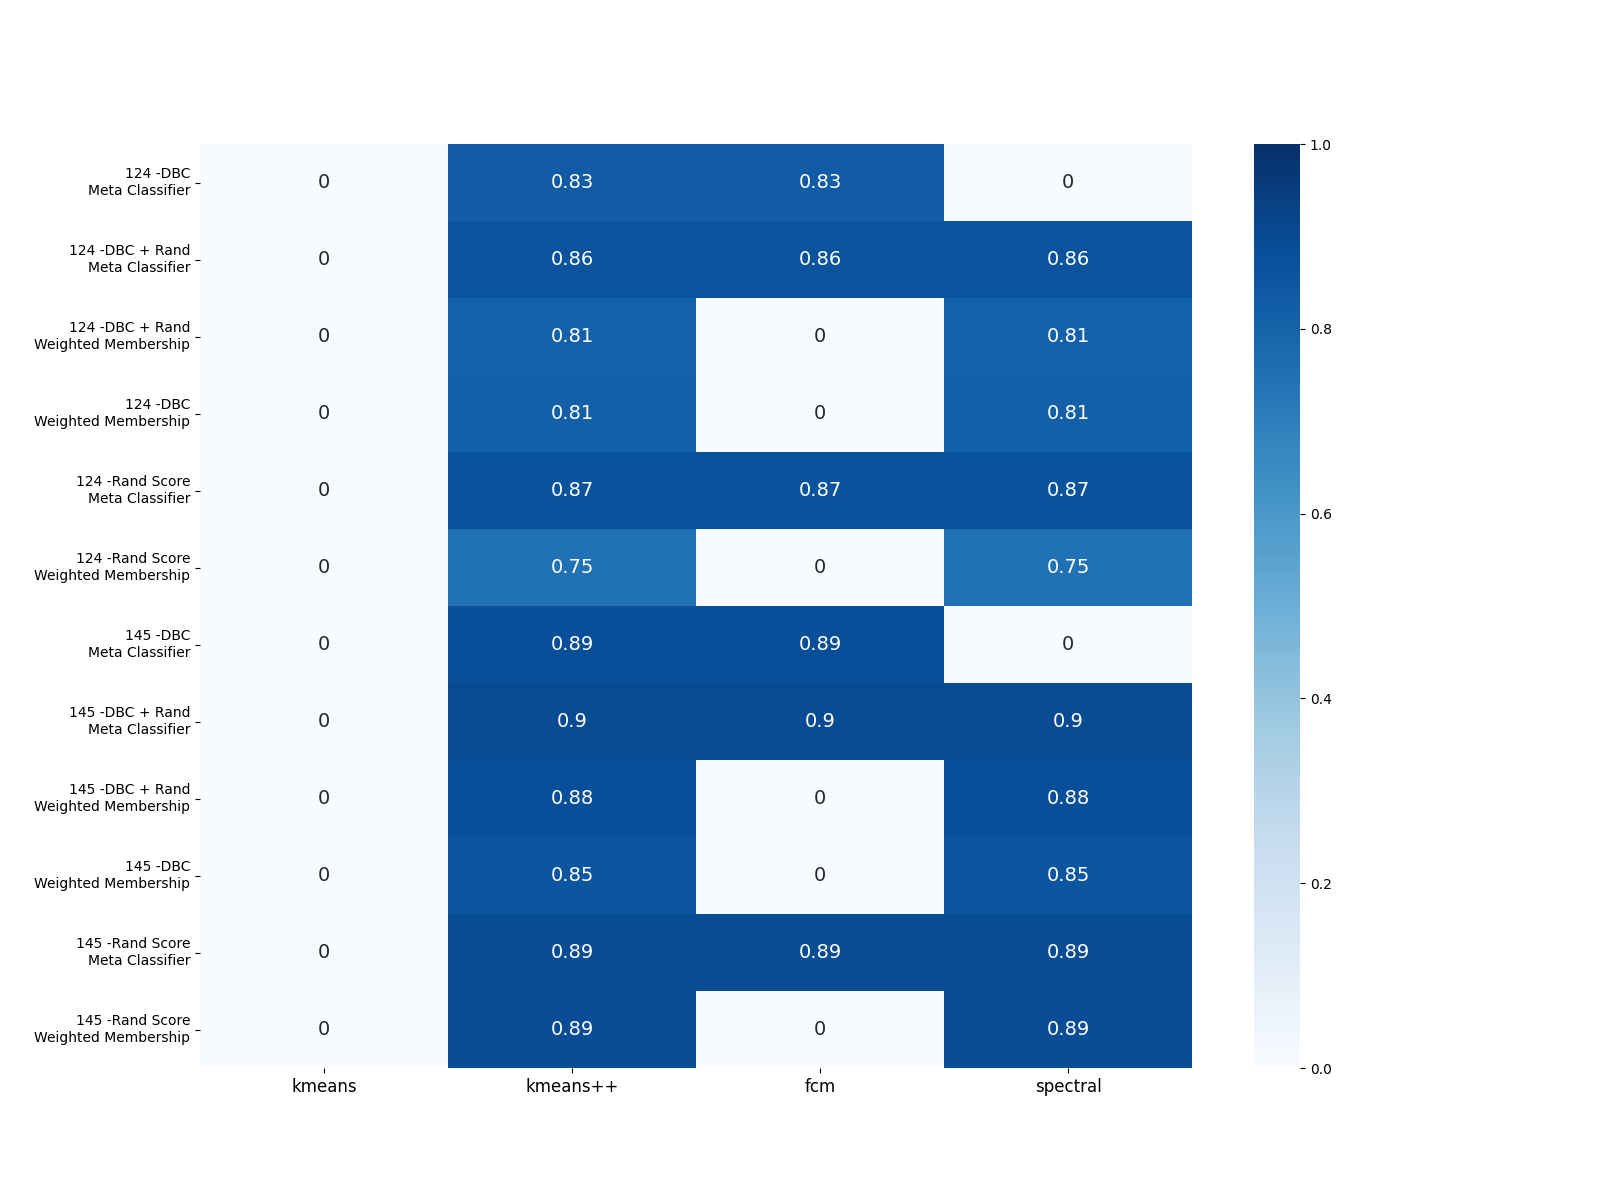 124 -DBC
Meta Classifier
0 0.83 0.83 0
124 -DBC + Rand
Meta Classifier
0 0.86 0.86 0.86
124 -DBC + Rand
Weighted Membership
0 0.81 0 0.81
124 -DBC
Weighted Membership
0 0.81 0 0.81
124 -Rand Score
Meta Classifier
0 0.87 0.87 0.87
124 -Rand Score
Weighted Membership
0 0.75 0 0.75
145 -DBC
Meta Classifier
0 0.89 0.89 0
145 -DBC + Rand
Meta Classifier
0 0.9 0.9 0.9
145 -DBC + Rand
Weighted Membership
0 0.88 0 0.88
145 -DBC
Weighted Membership
0 0.85 0 0.85
145 -Rand Score
Meta Classifier
0 0.89 0.89 0.89
145 -Rand Score
Weighted Membership
0 0.89 0 0.89
kmeans kmeans++ fcm spectral
1.0
0.8
0.6
0.4
0.2
0.0